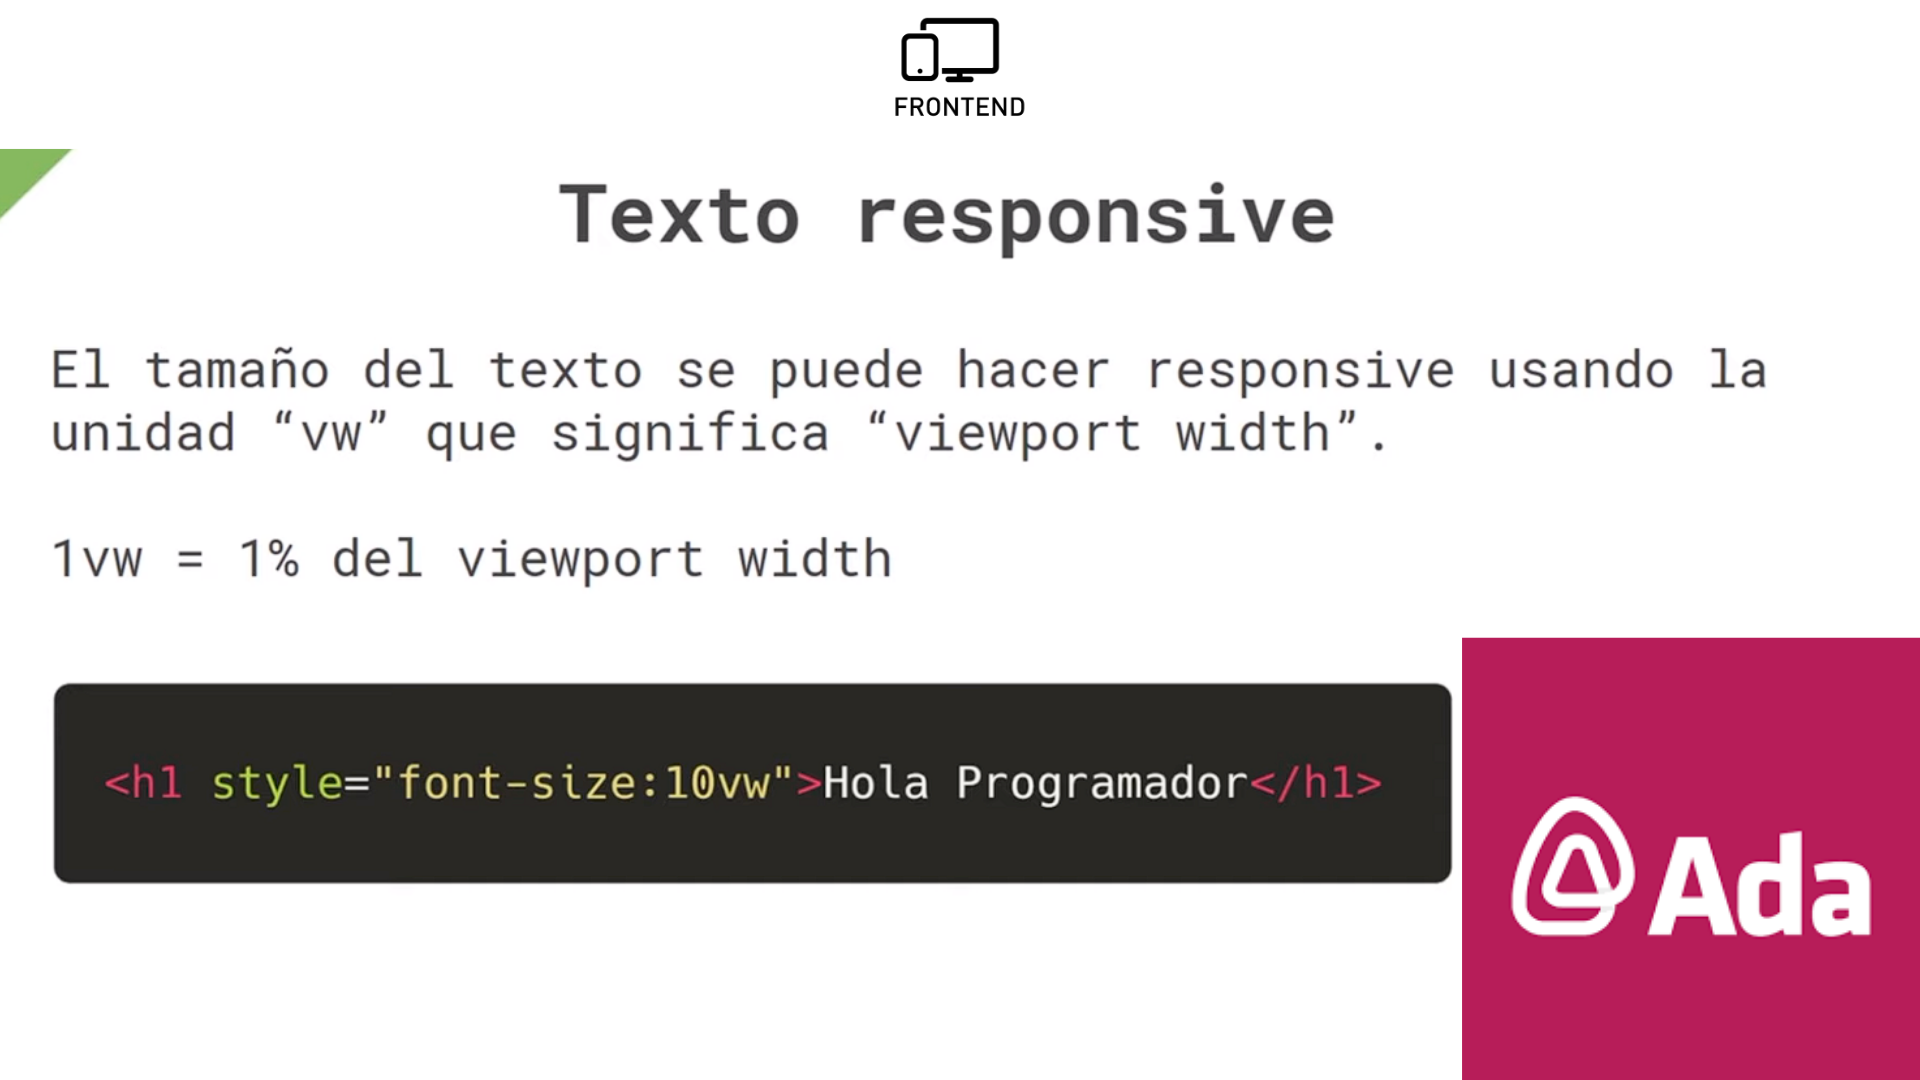 FRONTEND
Texto responsive
El tamaño del texto se puede hacer responsive usando la
unidad “vw” que significa “viewport width”.
1vw = 1% del viewport width
<h1 style="font-size:10vw">Hola Programador</h1>
Ada